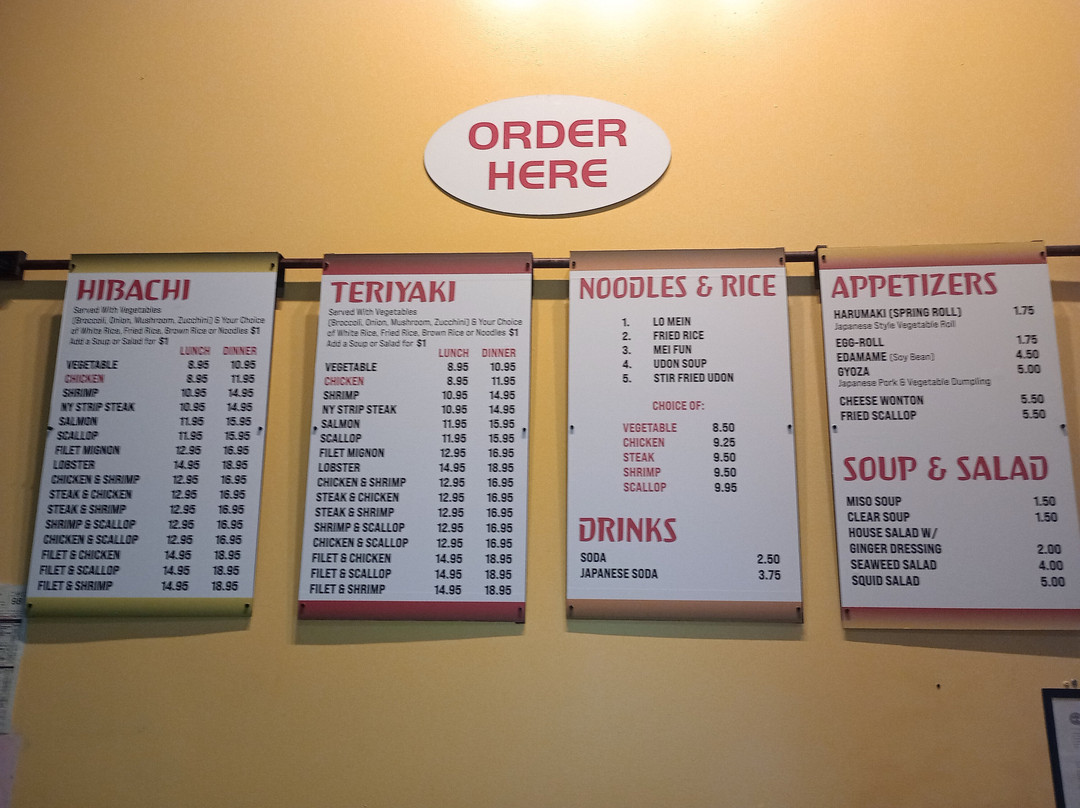 ORDER
HERE
HIBACHI
Served With Vegetables
(Broccoli, Onion, Mushroom, Zucchini) & Your Choice
of White Rice, Fried Rice, Brown Rice or Noodles $1
Add a Soup or Salad for $1
LUNCH DINNER
VEGETABLE 8.95 10.95
CHICKEN 8.95 11.95
SHRIMP 10.95 14.95
NY STRIP STEAK 10.95 14.95
SALMON 11.95 15.95
SCALLOP 11.95 15.95
FILET MIGNON 12.95 16.95
LOBSTER 14.95 18.95
CHICKEN & SHRIMP 12.95 16.95
STEAK & CHICKEN 12.95 16.95
STEAK & SHRIMP 12.95 16.95
SHRIMP & SCALLOP 12.95 16.95
CHICKEN & SCALLOP 12.95 16.95
FILET & CHICKEN 14.95 18.95
FILET & SCALLOP 14.95 18.95
FILET & SHRIMP 14.95 18.95
TERIYAKI
Served With Vegetables
(Broccoli, Onion, Mushroom, Zucchini) & Your Choice
of White Rice, Fried Rice, Brown Rice or Noodles $1
Add a Soup or Salad for $1
LUNCH DINNER
VEGETABLE 8.95 10.95
CHICKEN 8.95 11.95
SHRIMP 10.95 14.95
NY STRIP STEAK 10.95 14.95
SALMON 11.95 15.95
SCALLOP 11.95 15.95
FILET MIGNON 12.95 16.95
LOBSTER 14.95 18.95
CHICKEN & SHRIMP 12.95 16.95
STEAK & CHICKEN 12.95 16.95
STEAK & SHRIMP 12.95 16.95
SHRIMP & SCALLOP 12.95 16.95
CHICKEN & SCALLOP 12.95 16.95
FILET & CHICKEN 14.95 18.95
FILET & SCALLOP 14.95 18.95
FILET & SHRIMP 14.95 18.95
NOODLES & RICE
1. LO MEIN
2. FRIED RICE
3. MEI FUN
4. UDON SOUP
5. STIR FRIED UDON
CHOICE OF:
VEGETABLE 8.50
CHICKEN 9.25
STEAK 9.50
SHRIMP 9.50
SCALLOP 9.95
DRINKS
SODA 2.50
JAPANESE SODA 3.75
APPETIZERS
HARUMAKI (SPRING ROLL) 1.75
Japanese Style Vegetable Roll
EGG-ROLL 1.75
EDAMAME (Soy Bean) 4.50
GYOZA 5.00
Japanese Pork & Vegetable Dumpling
CHEESE WONTON 5.50
FRIED SCALLOP 5.50
SOUP & SALAD
MISO SOUP 1.50
CLEAR SOUP 1.50
HOUSE SALAD W/
GINGER DRESSING 2.00
SEAWEED SALAD 4.00
SQUID SALAD 5.00